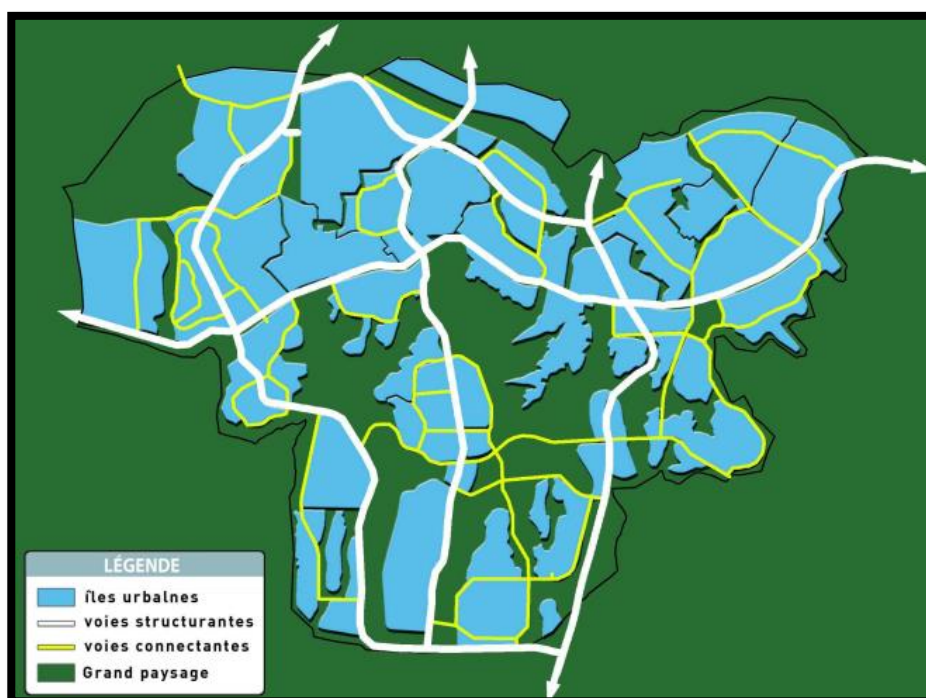 LÉGENDE
îles urbalnes
voies structurantes
voies connectantes
Grand paysage